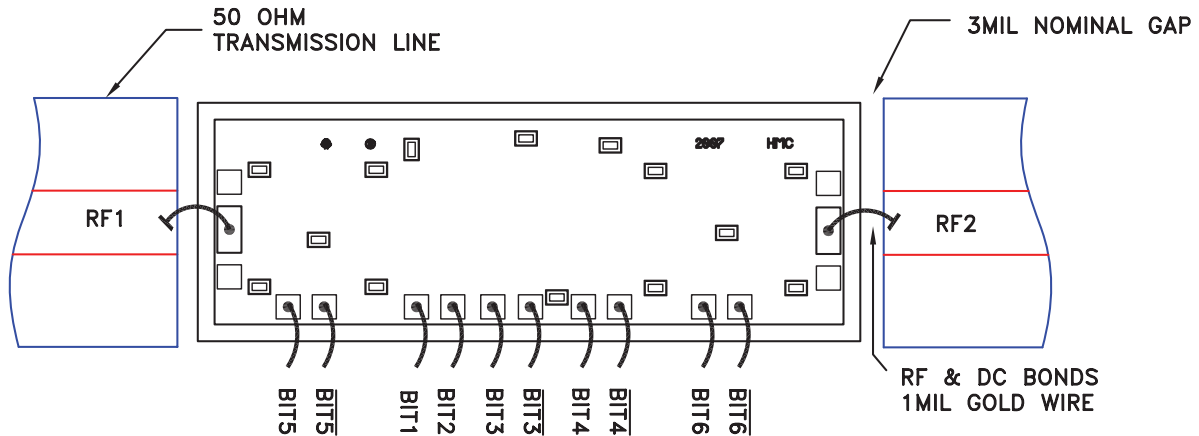 50 OHM
TRANSMISSION LINE
3MIL NOMINAL GAP
2007 HMC
RF1
RF2
BIT5
BIT5
BIT1
BIT2
BIT3
BIT3
BIT4
BIT4
BIT6
BIT6
RF & DC BONDS
1MIL GOLD WIRE